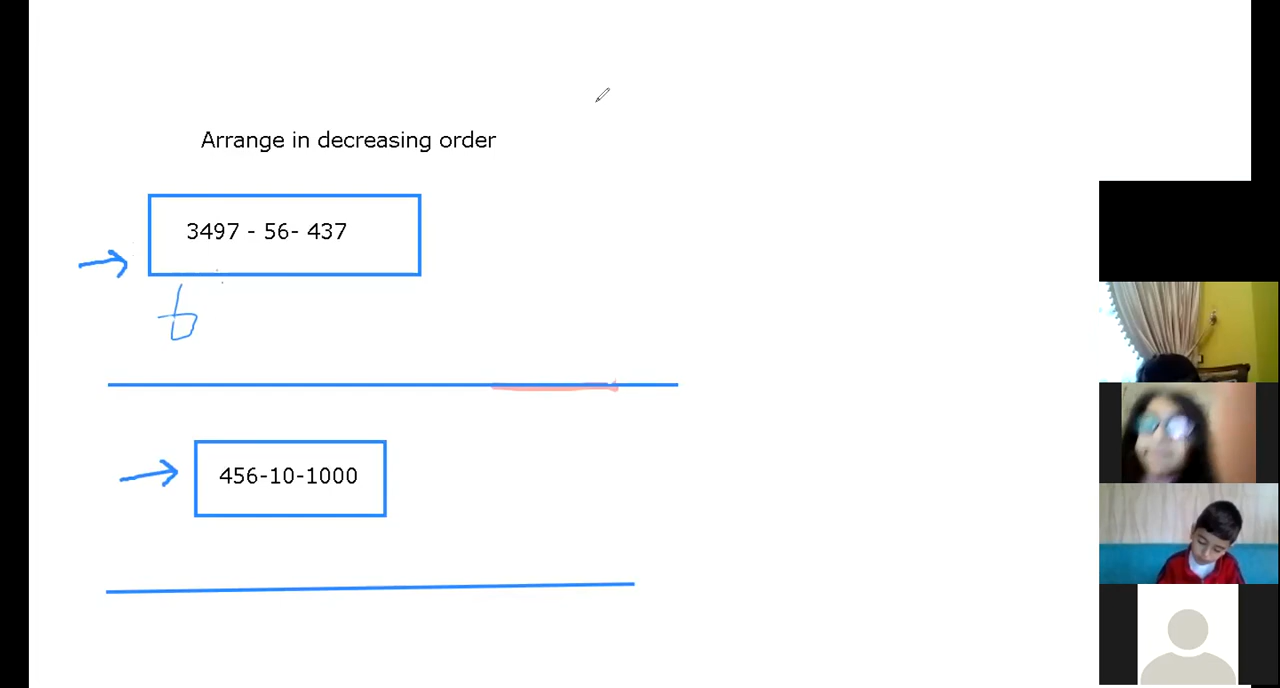 Arrange in decreasing order
3497 - 56- 437
456-10-1000